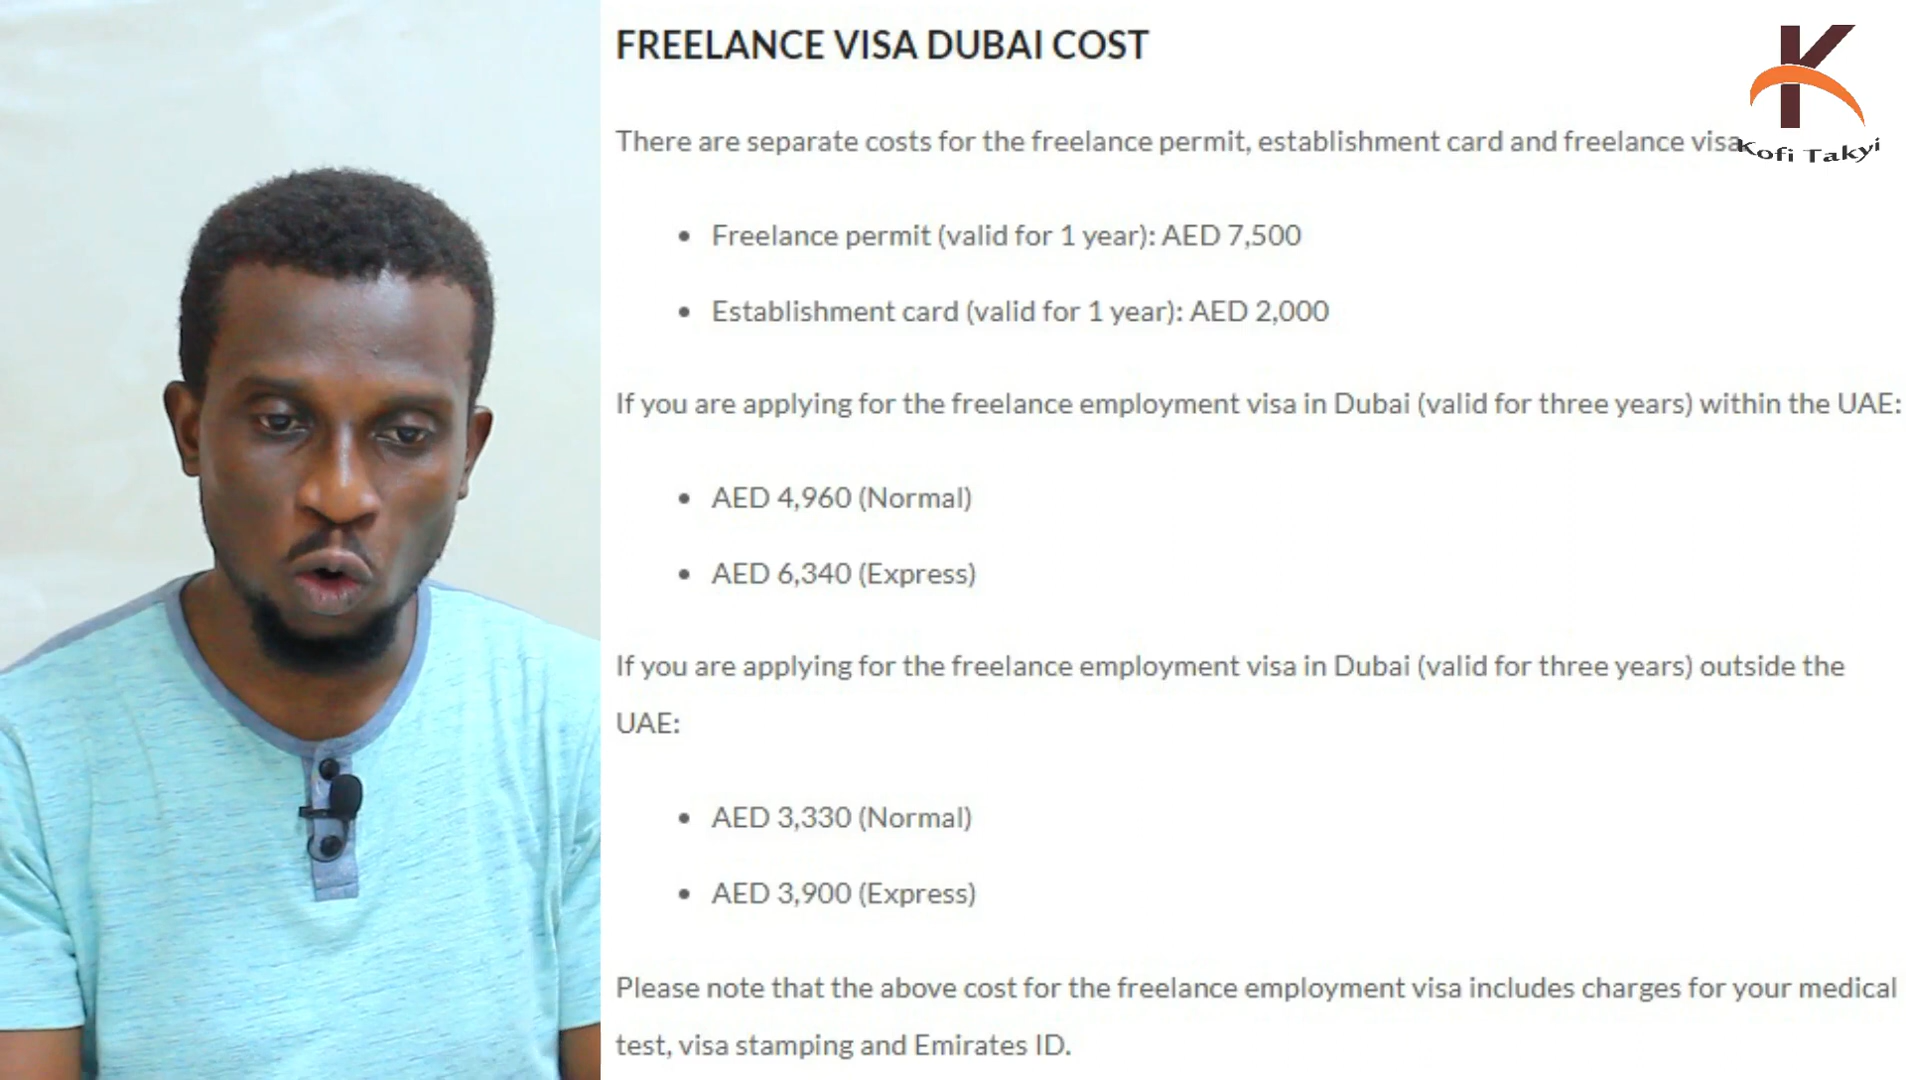 FREELANCE VISA DUBAI COST
There are separate costs for the freelance permit, establishment card and freelance visa
Kofi Takyi
• Freelance permit (valid for 1 year): AED 7,500
• Establishment card (valid for 1 year): AED 2,000
If you are applying for the freelance employment visa in Dubai (valid for three years) within the UAE:
• AED 4,960 (Normal)
• AED 6,340 (Express)
If you are applying for the freelance employment visa in Dubai (valid for three years) outside the
UAE:
• AED 3,330 (Normal)
• AED 3,900 (Express)
Please note that the above cost for the freelance employment visa includes charges for your medical
test, visa stamping and Emirates ID.